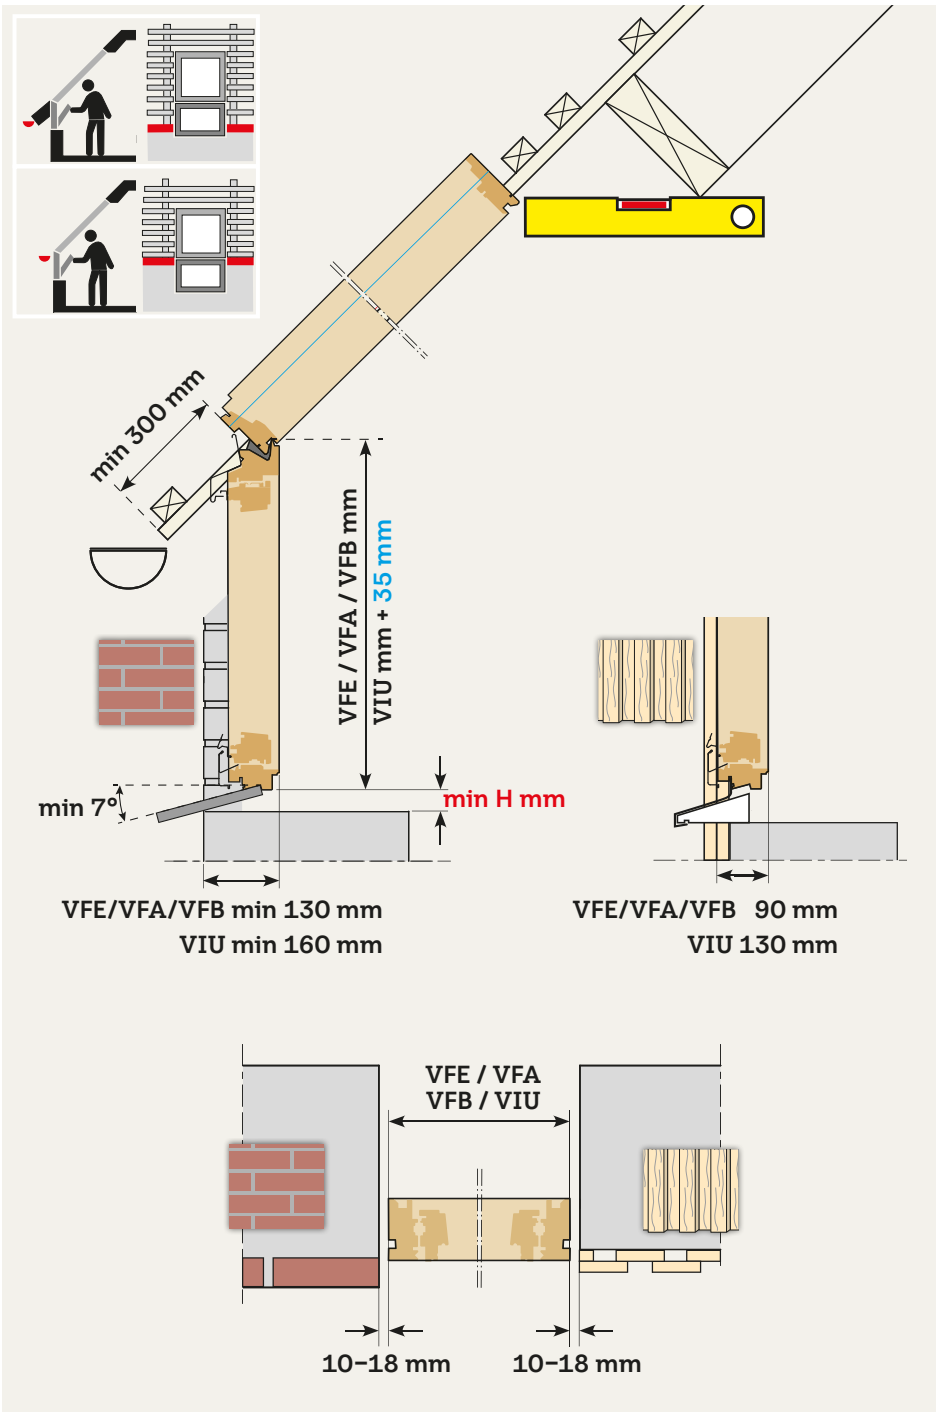 min 300 mm
VFE / VFA / VFB mm
VIU mm + 35 mm
min 7°
min H mm
VFE/VFA/VFB min 130 mm
VIU min 160 mm
VFE/VFA/VFB 90 mm
VIU 130 mm
VFE / VFA
VFB / VIU
10–18 mm
10–18 mm